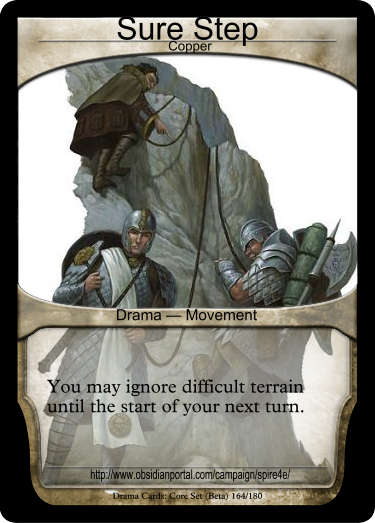 Sure Step
Copper
Drama — Movement
You may ignore difficult terrain
until the start of your next turn.
http://www.obsidianportal.com/campaign/spire4e/
Drama Cards: Core Set (Beta) 164/180